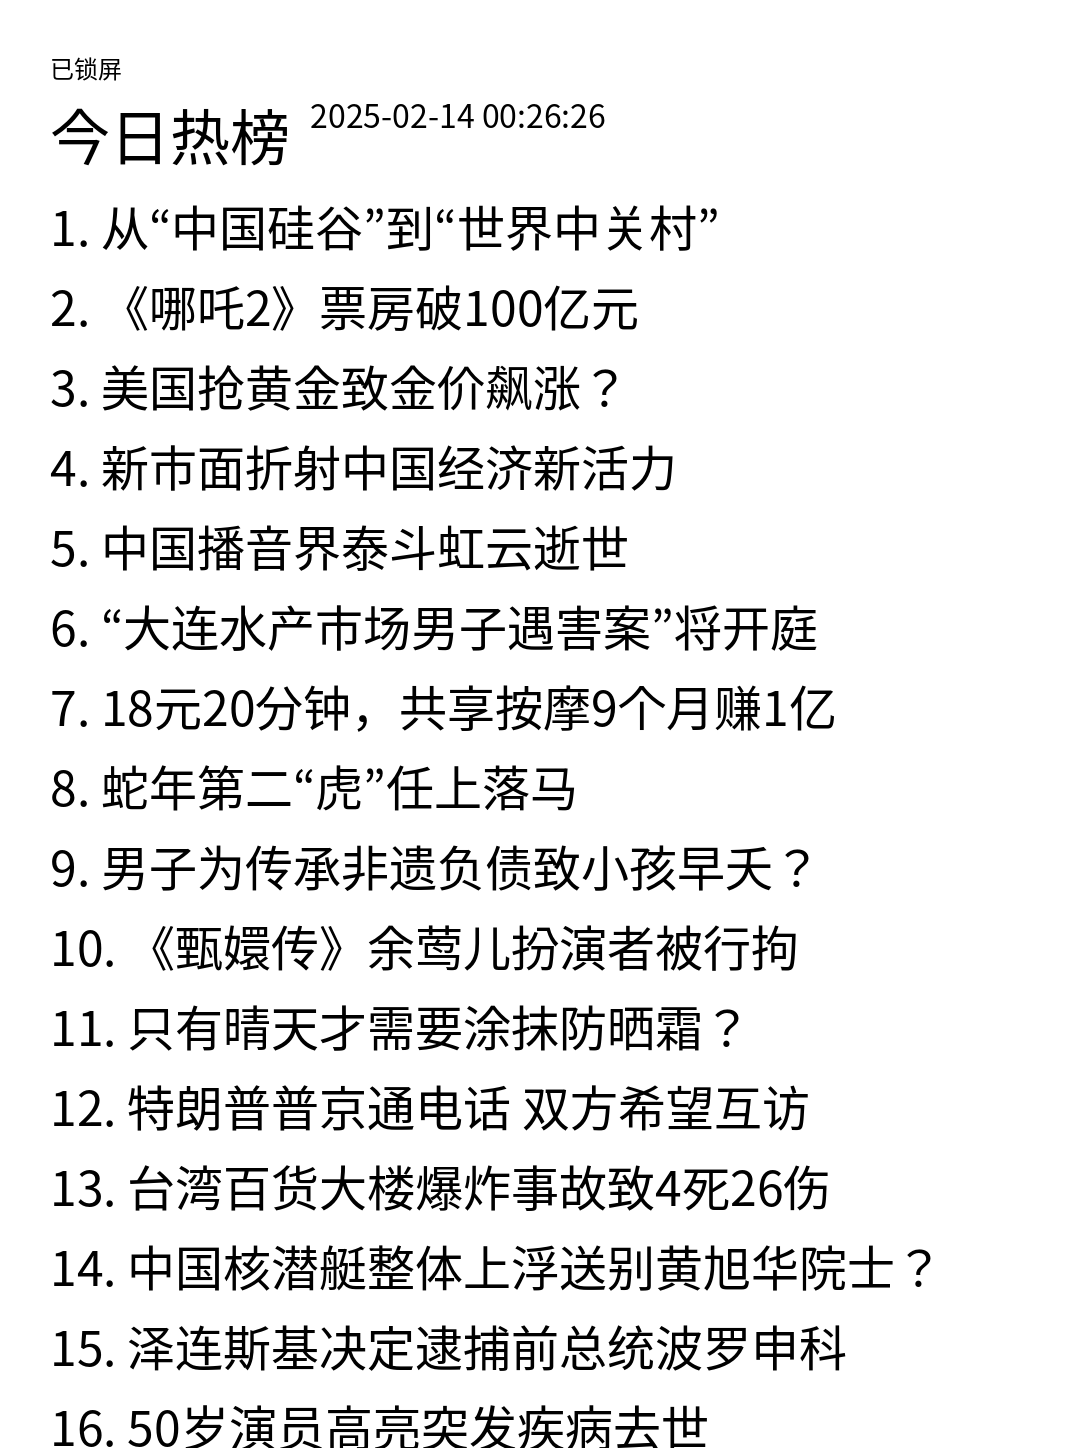 已锁屏
今日热榜 2025-02-14 00:26:26
1. 从“中国硅谷”到“世界中关村”
2. 《哪吒2》票房破100亿元
3. 美国抢黄金致金价飙涨？
4. 新市面折射中国经济新活力
5. 中国播音界泰斗虹云逝世
6. “大连水产市场男子遇害案”将开庭
7. 18元20分钟，共享按摩9个月赚1亿
8. 蛇年第二“虎”任上落马
9. 男子为传承非遗负债致小孩早夭？
10. 《甄嬛传》余莺儿扮演者被行拘
11. 只有晴天才需要涂抹防晒霜？
12. 特朗普普京通电话 双方希望互访
13. 台湾百货大楼爆炸事故致4死26伤
14. 中国核潜艇整体上浮送别黄旭华院士？
15. 泽连斯基决定逮捕前总统波罗申科
16. 50岁演员高亮突发疾病去世